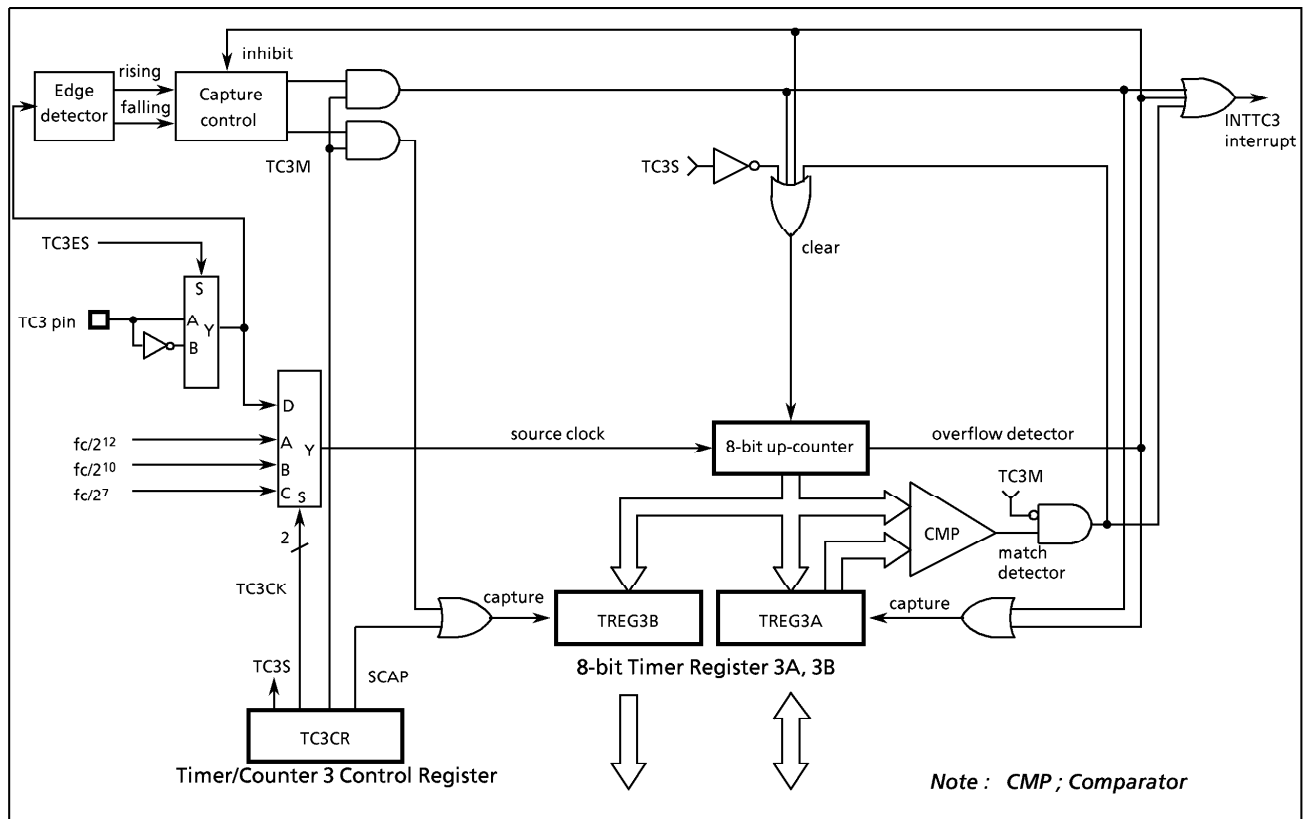 inhibit
rising
Edge
detector
falling
Capture
control
TC3M
TC3S
INTTC3
interrupt
clear
TC3ES
S
TC3 pin
A
Y
B
D
fc/2¹²
A
Y
source clock
8-bit up-counter
overflow detector
fc/2¹⁰
B
fc/2⁷
C
S
TC3M
2
CMP
match
detector
TC3CK
capture
TREG3B
TREG3A
capture
TC3S
SCAP
8-bit Timer Register 3A, 3B
TC3CR
Timer/Counter 3 Control Register
Note : CMP ; Comparator